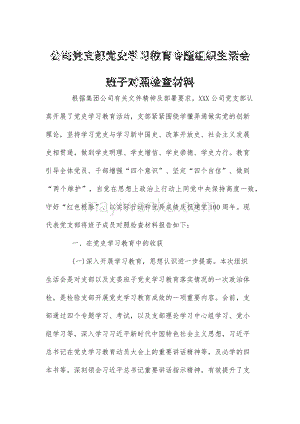 公司党支部党史学习教育专题组织生活会
班子对照检查材料
根据集团公司有关文件精神及部署要求，XXX公司党支部认
真开展了党史学习教育活动，支部紧紧围绕学懂弄通做实党的创新
理论，坚持学习党史与学习新中国史、改革开放史、社会主义发展
史相贯通，做到学史明理、学史增信、学史崇德、学史力行，教育
引导全体党员、干部增强“四个意识”、坚定“四个自信”、做到
“两个维护”，自觉在思想上政治上行动上同党中央保持高度一致，
守好“红色根脉”，以实际行动和优异成绩庆祝建党100周年。现
代表党支部将班子成员对照检查材料报告如下：
一、在党史学习教育中的收获
(一)深入开展学习教育，思想认识进一步提高。本次组织
生活会是对支部以及支委班子党史学习教育落实情况的一次政治体
检，是检验支部开展党史学习教育成效的一项重要内容。会前，支
部通过四个专题学习、考试，以及支部理论学习中心组学习、党小
组学习等，深入学习习近平新时代中国特色社会主义思想，习近平
总书记在党史学习教育动员大会上的重要讲话精神，及必学的四
本书等。深刻领会习近平总书记重要讲话指示精神，有效提升了支